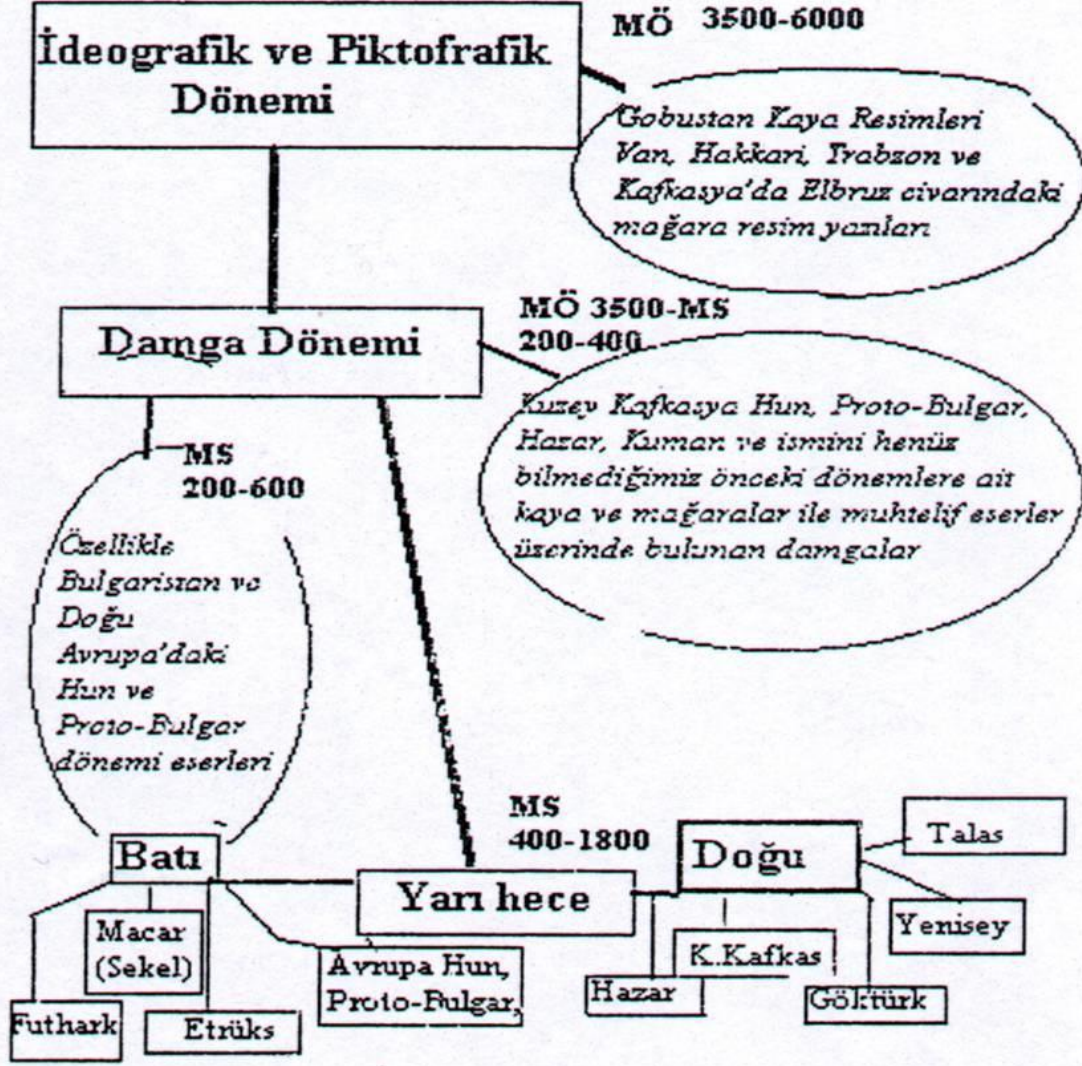 MÖ 3500-6000
İdeografik ve Piktofrafik
Dönemi
Gobustan Kaya Resimleri
Van, Hakkari, Trabzon ve
Kafkasya'da Elbruz civarındaki
mağara resim yazıları
Damga Dönemi
MÖ 3500-MS
200-400
Kuzey Kafkasya Hun, Proto-Bulgar,
Hazar, Kuman ve ismini henüz
bilmediğimiz önceki dönemlere ait
kaya ve mağaralar ile muhtelif eserler
üzerinde bulunan damgalar
MS
200-600
Özellikle
Bulgaristan ve
Doğu
Avrupa'daki
Hun ve
Proto-Bulgar
dönemi eserleri
MS
400-1800
Batı
Yarı hece
Doğu
Talas
Yenisey
Macar
(Sekel)
Avrupa Hun,
Proto-Bulgar,
K.Kafkas
Hazar
Göktürk
Futhark
Etrüks